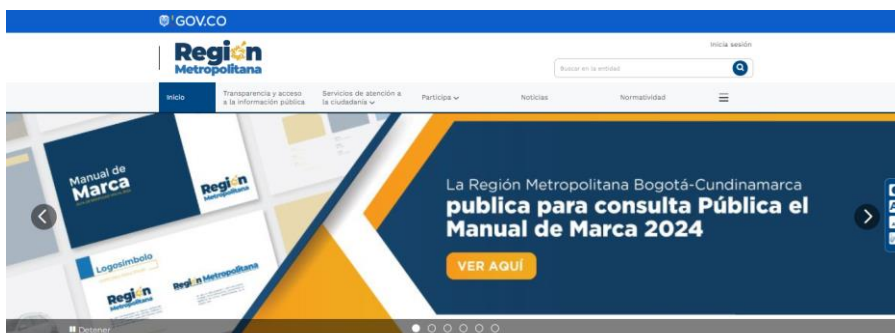 GOV.CO
Inicia sesión
Región
Metropolitana
Buscar en la entidad
Inicio
Transparencia y acceso
a la información pública
Servicios de atención a
la ciudadanía
Participa
Noticias
Normatividad
Manual de
Marca
Región
Metropolitana
La Región Metropolitana Bogotá-Cundinamarca
publica para consulta Pública el
Manual de Marca 2024
VER AQUÍ
Logosímbolo
Región
Metropolitana
Región Metropolitana
Detener